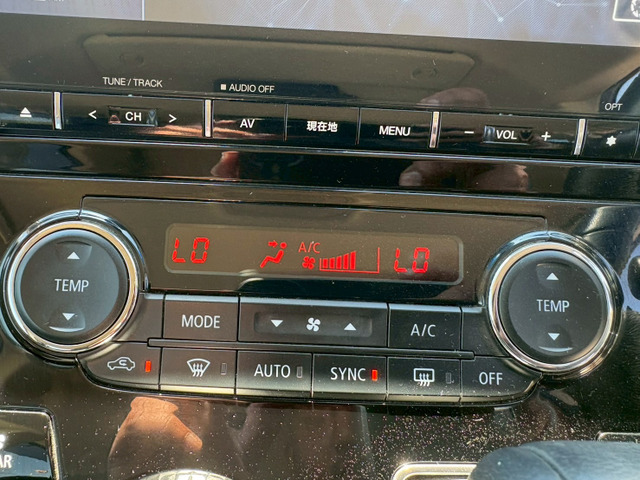 TUNE / TRACK
AUDIO OFF
OPT
< CH >
AV
現在地
MENU
− VOL +
LO
A/C
LO
TEMP
TEMP
MODE
A/C
AUTO
SYNC
OFF
AR